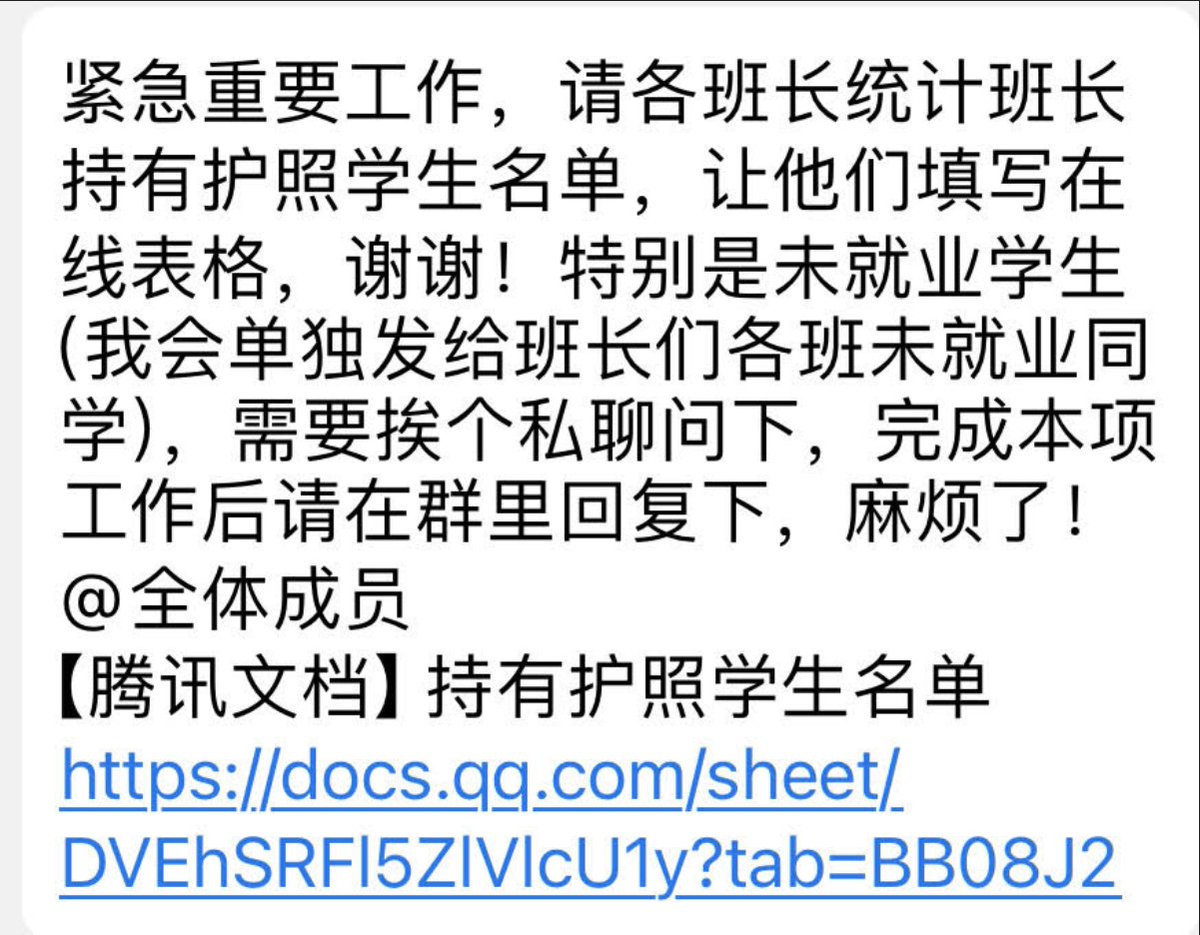 紧急重要工作，请各班长统计班长
持有护照学生名单，让他们填写在
线表格，谢谢！特别是未就业学生
(我会单独发给班长们各班未就业同
学)，需要挨个私聊问下，完成本项
工作后请在群里回复下，麻烦了！
@全体成员
【腾讯文档】持有护照学生名单
https://docs.qq.com/sheet/
DVEhSRFl5ZlVlcU1y?tab=BB08J2